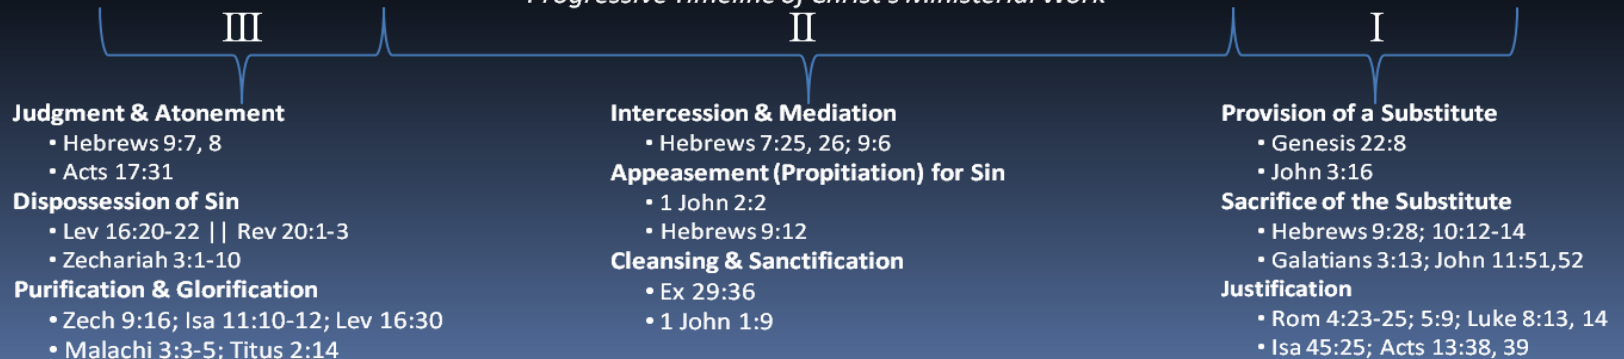 Progressive Timeline of Christ's Ministerial Work
III
Judgment & Atonement
• Hebrews 9:7, 8
• Acts 17:31
Dispossession of Sin
• Lev 16:20-22 || Rev 20:1-3
• Zechariah 3:1-10
Purification & Glorification
• Zech 9:16; Isa 11:10-12; Lev 16:30
• Malachi 3:3-5; Titus 2:14
II
Intercession & Mediation
• Hebrews 7:25, 26; 9:6
Appeasement (Propitiation) for Sin
• 1 John 2:2
• Hebrews 9:12
Cleansing & Sanctification
• Ex 29:36
• 1 John 1:9
I
Provision of a Substitute
• Genesis 22:8
• John 3:16
Sacrifice of the Substitute
• Hebrews 9:28; 10:12-14
• Galatians 3:13; John 11:51,52
Justification
• Rom 4:23-25; 5:9; Luke 8:13, 14
• Isa 45:25; Acts 13:38, 39